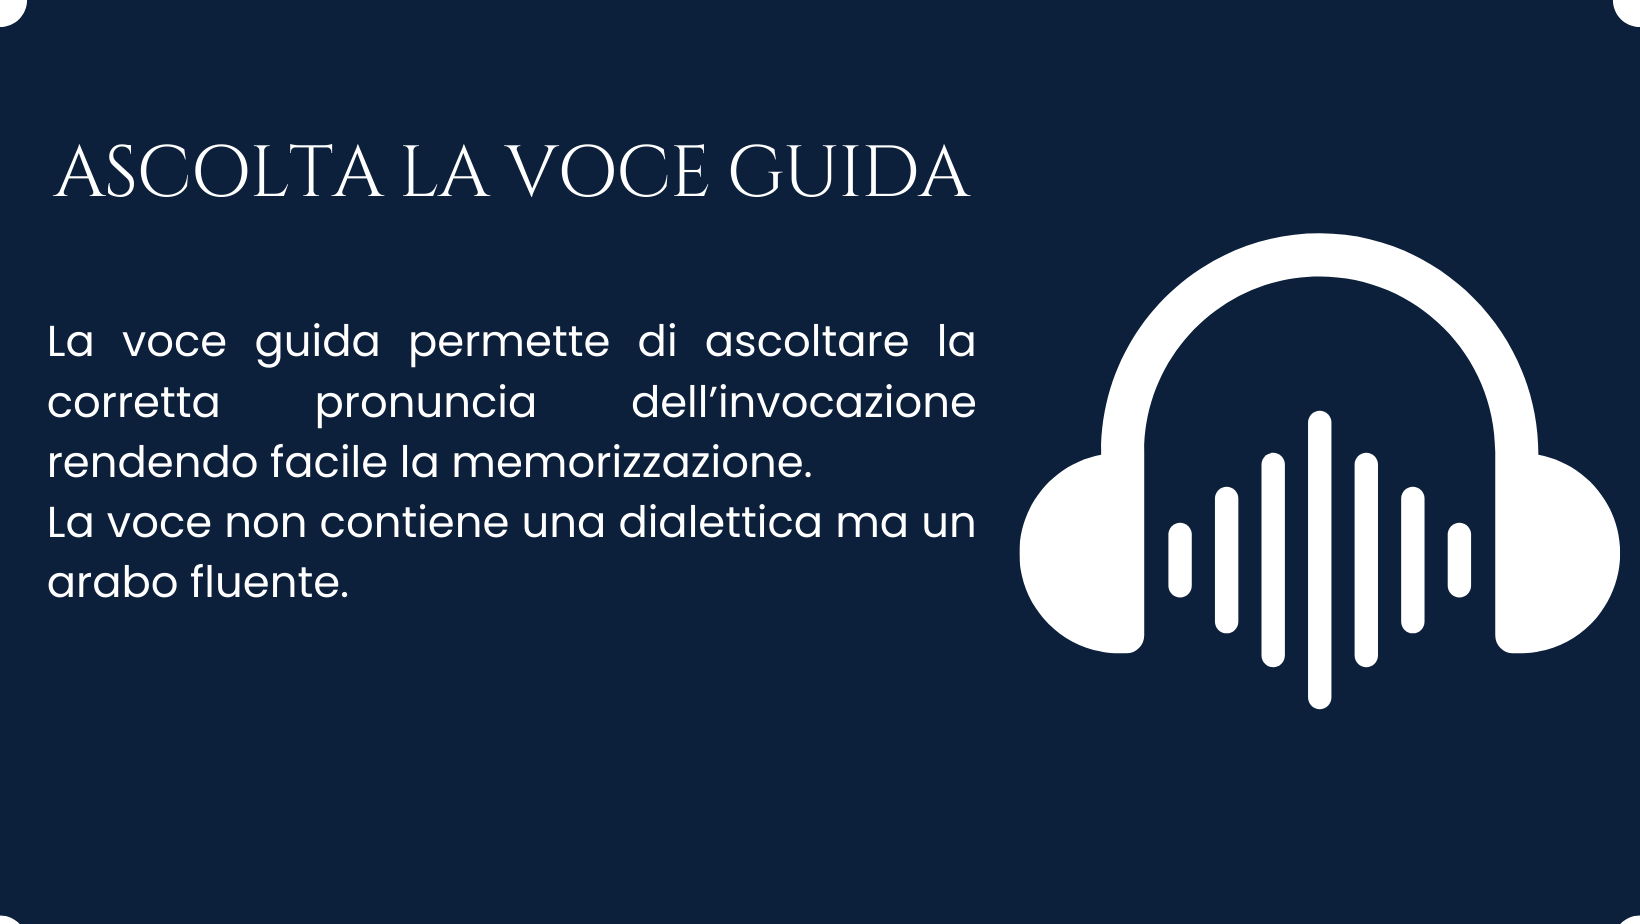 ASCOLTA LA VOCE GUIDA
La voce guida permette di ascoltare la
corretta pronuncia dell’invocazione
rendendo facile la memorizzazione.
La voce non contiene una dialettica ma un
arabo fluente.